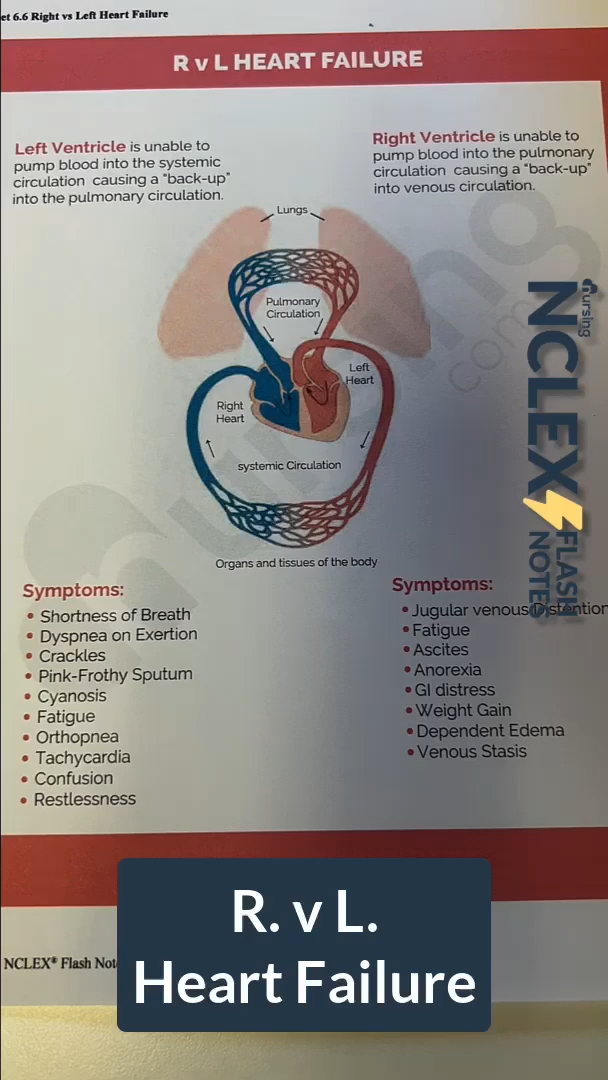 et 6.6 Right vs Left Heart Failure
R v L HEART FAILURE
Left Ventricle is unable to
pump blood into the systemic
circulation causing a "back-up"
into the pulmonary circulation.
Right Ventricle is unable to
pump blood into the pulmonary
circulation causing a "back-up"
into venous circulation.
Lungs
Pulmonary
Circulation
Left
Heart
Right
Heart
systemic Circulation
Organs and tissues of the body
Symptoms:
• Shortness of Breath
• Dyspnea on Exertion
• Crackles
• Pink-Frothy Sputum
• Cyanosis
• Fatigue
• Orthopnea
• Tachycardia
• Confusion
• Restlessness
Symptoms:
• Jugular venous Distention
• Fatigue
• Ascites
• Anorexia
• GI distress
• Weight Gain
• Dependent Edema
• Venous Stasis
nursing
.com
nursing
NCLEX
FLASH
NOTES
NCLEX® Flash Not
R. v L.
Heart Failure